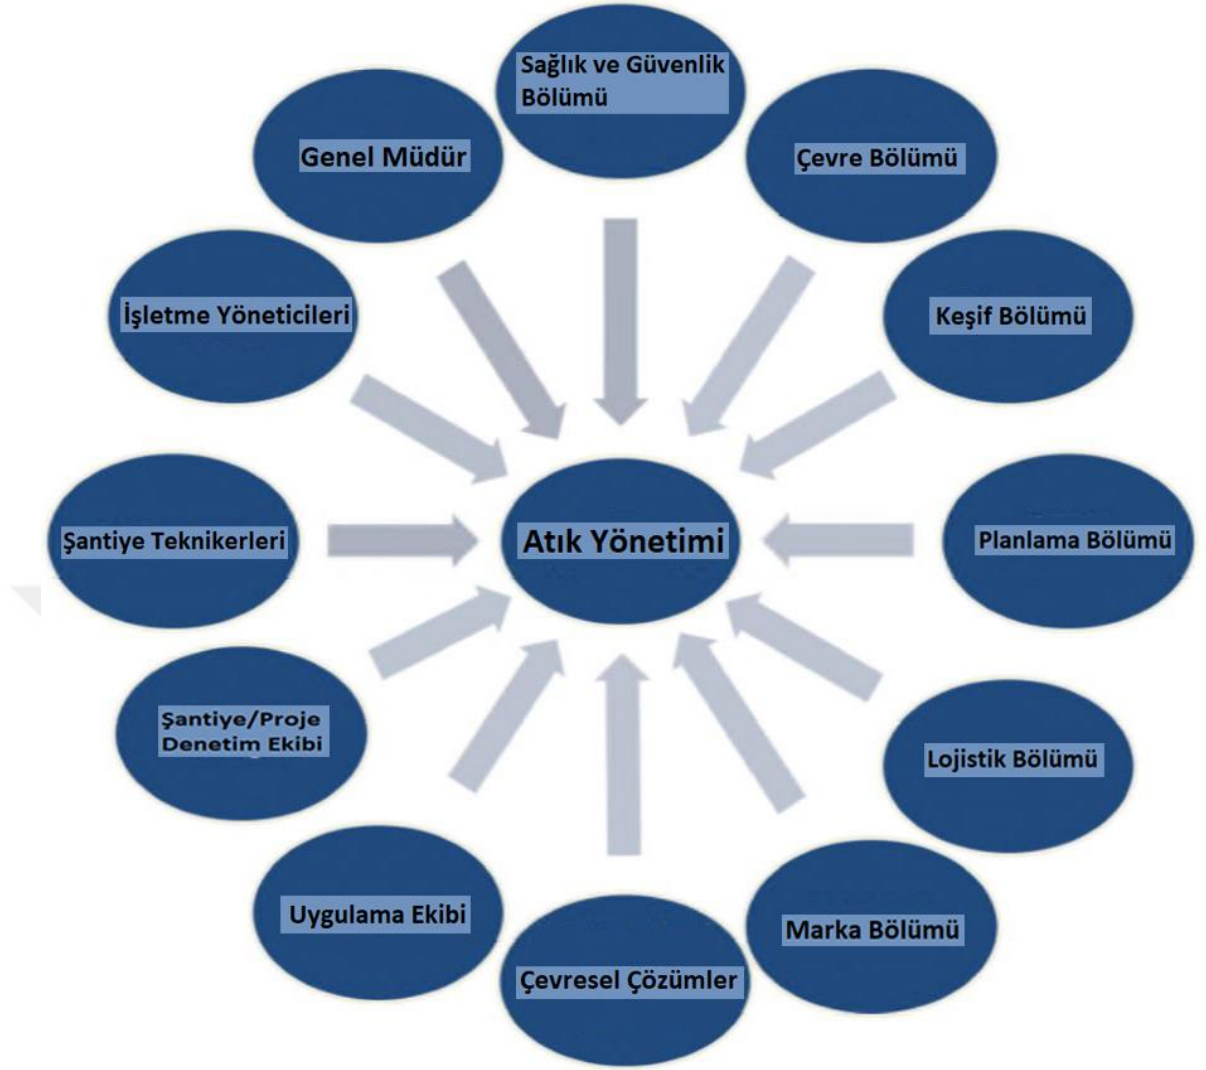 Sağlık ve Güvenlik
Bölümü
Genel Müdür
Çevre Bölümü
İşletme Yöneticileri
Keşif Bölümü
Şantiye Teknikerleri
Atık Yönetimi
Planlama Bölümü
Şantiye/Proje
Denetim Ekibi
Lojistik Bölümü
Uygulama Ekibi
Marka Bölümü
Çevresel Çözümler